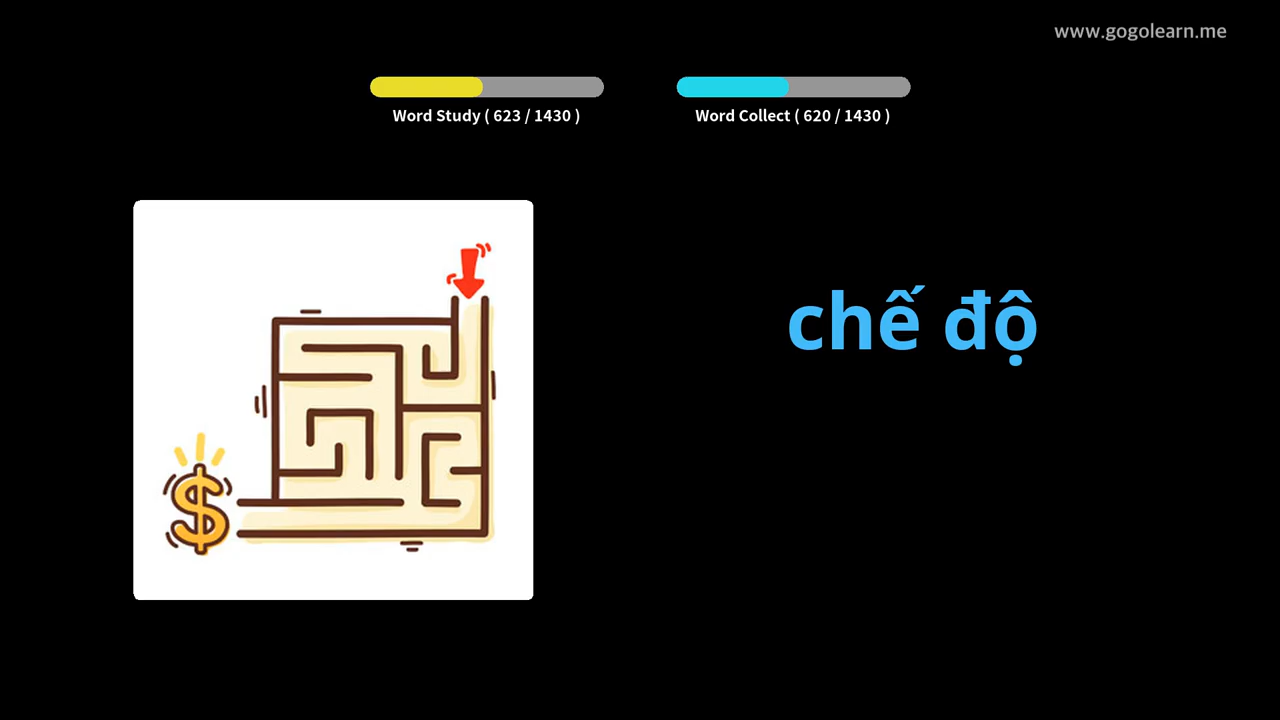 www.gogolearn.me
Word Study ( 623 / 1430 )
Word Collect ( 620 / 1430 )
chế độ
$